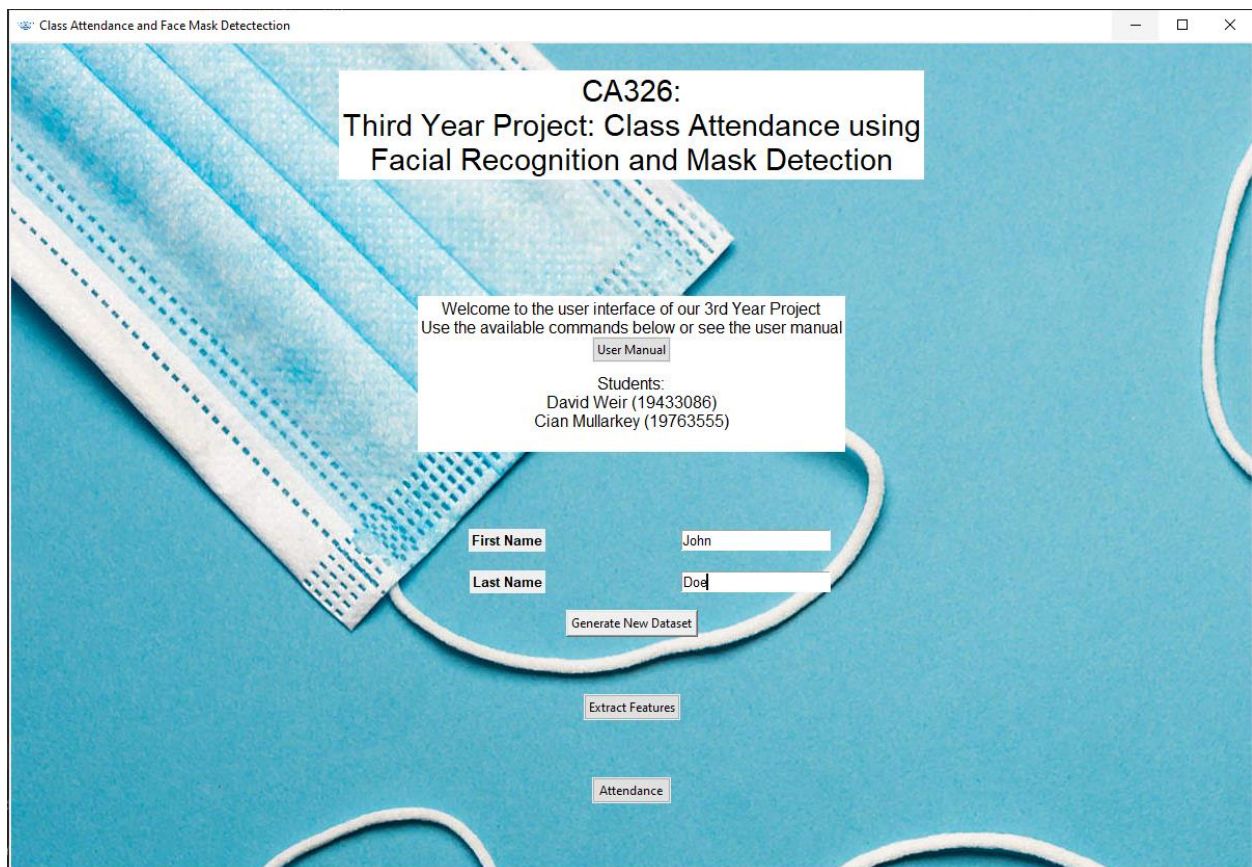 Class Attendance and Face Mask Detectection
CA326:
Third Year Project: Class Attendance using
Facial Recognition and Mask Detection
Welcome to the user interface of our 3rd Year Project
Use the available commands below or see the user manual
User Manual
Students:
David Weir (19433086)
Cian Mullarkey (19763555)
First Name John
Last Name Doe
Generate New Dataset
Extract Features
Attendance